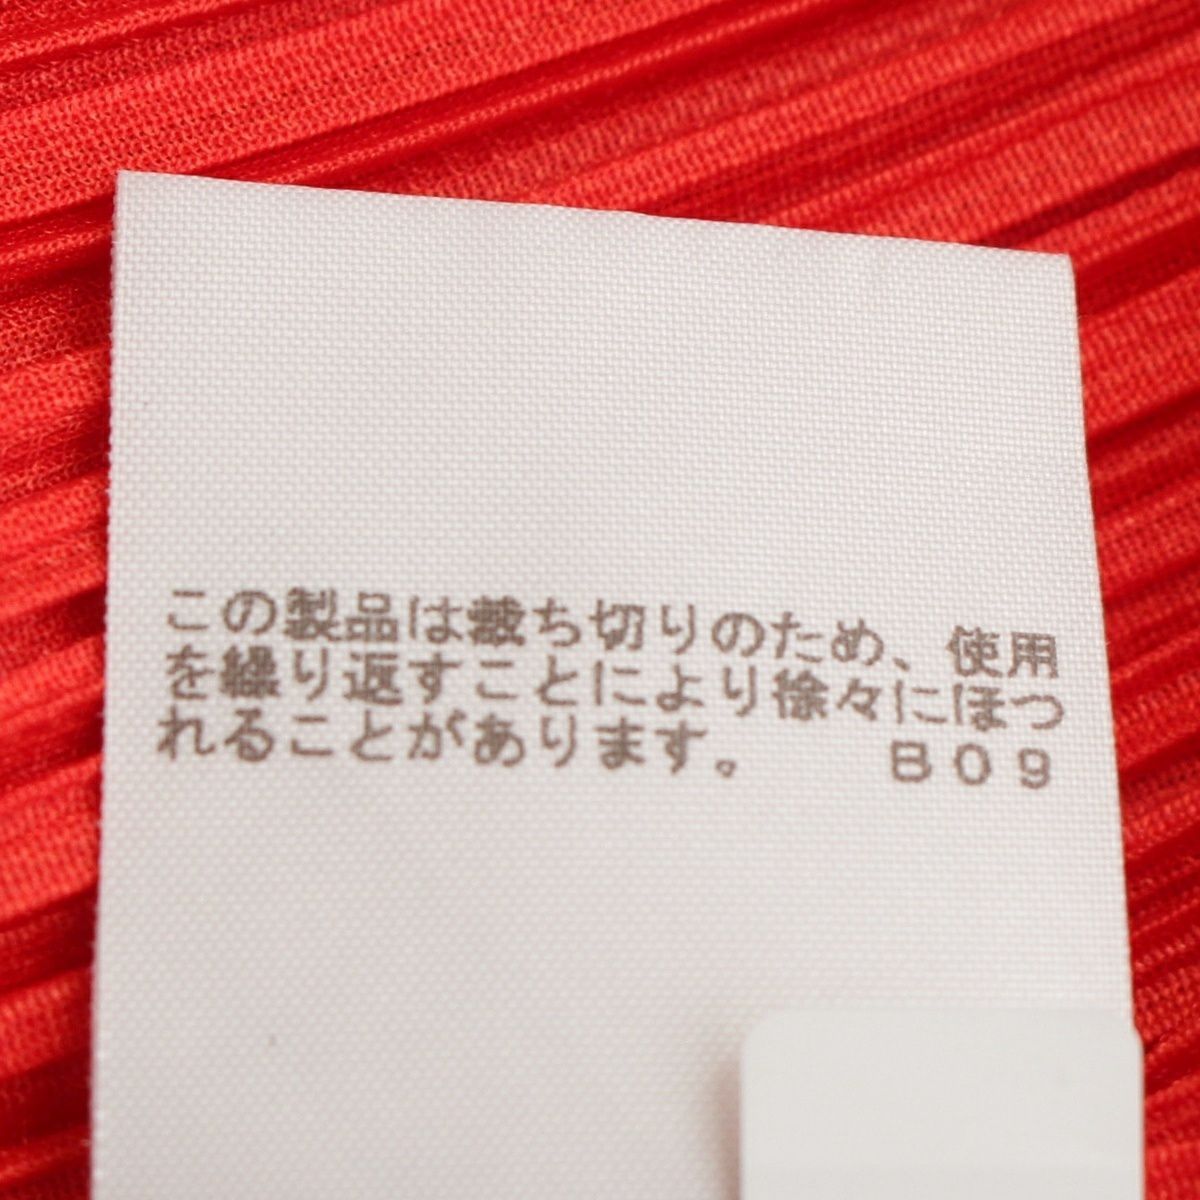 この製品は裁ち切りのため、使用
を繰り返すことにより徐々にほつ
れることがあります。　　B09